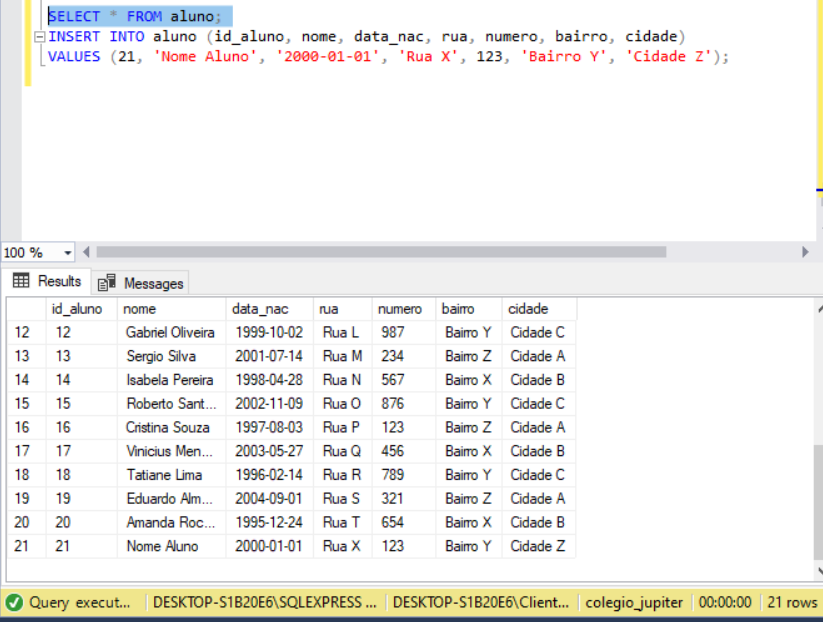 SELECT * FROM aluno;
INSERT INTO aluno (id_aluno, nome, data_nac, rua, numero, bairro, cidade)
VALUES (21, 'Nome Aluno', '2000-01-01', 'Rua X', 123, 'Bairro Y', 'Cidade Z');
100 %
Results Messages
id_aluno nome data_nac rua numero bairro cidade
12 12 Gabriel Oliveira 1999-10-02 Rua L 987 Bairro Y Cidade C
13 13 Sergio Silva 2001-07-14 Rua M 234 Bairro Z Cidade A
14 14 Isabela Pereira 1998-04-28 Rua N 567 Bairro X Cidade B
15 15 Roberto Sant... 2002-11-09 Rua O 876 Bairro Y Cidade C
16 16 Cristina Souza 1997-08-03 Rua P 123 Bairro Z Cidade A
17 17 Vinicius Men... 2003-05-27 Rua Q 456 Bairro X Cidade B
18 18 Tatiane Lima 1996-02-14 Rua R 789 Bairro Y Cidade C
19 19 Eduardo Alm... 2004-09-01 Rua S 321 Bairro Z Cidade A
20 20 Amanda Roc... 1995-12-24 Rua T 654 Bairro X Cidade B
21 21 Nome Aluno 2000-01-01 Rua X 123 Bairro Y Cidade Z
Query execut... DESKTOP-S1B20E6\SQLEXPRESS ... DESKTOP-S1B20E6\Client... colegio_jupiter 00:00:00 21 rows